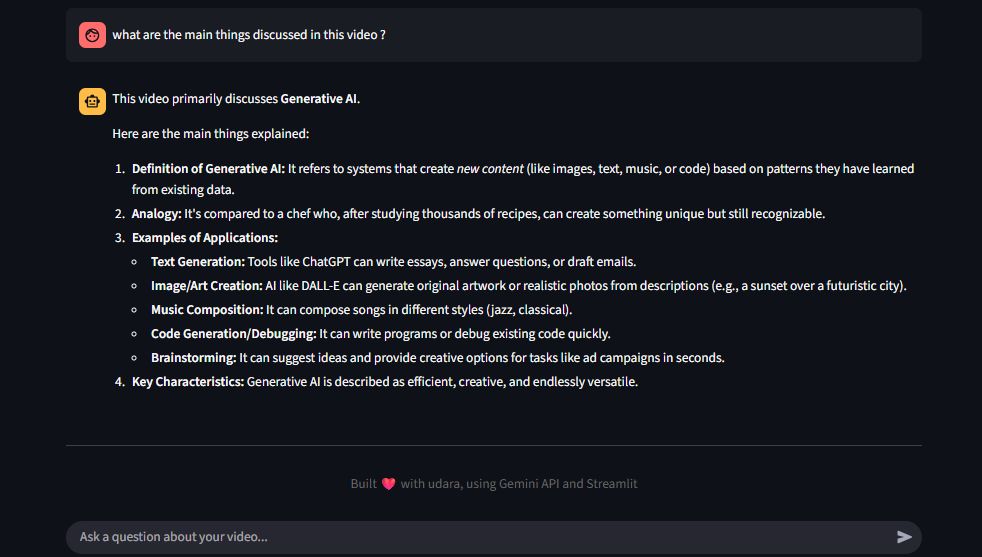 what are the main things discussed in this video ?
This video primarily discusses Generative AI.
Here are the main things explained:
1. Definition of Generative AI: It refers to systems that create new content (like images, text, music, or code) based on patterns they have learned
from existing data.
2. Analogy: It's compared to a chef who, after studying thousands of recipes, can create something unique but still recognizable.
3. Examples of Applications:
◦ Text Generation: Tools like ChatGPT can write essays, answer questions, or draft emails.
◦ Image/Art Creation: AI like DALL-E can generate original artwork or realistic photos from descriptions (e.g., a sunset over a futuristic city).
◦ Music Composition: It can compose songs in different styles (jazz, classical).
◦ Code Generation/Debugging: It can write programs or debug existing code quickly.
◦ Brainstorming: It can suggest ideas and provide creative options for tasks like ad campaigns in seconds.
4. Key Characteristics: Generative AI is described as efficient, creative, and endlessly versatile.
Built ❤️ with udara, using Gemini API and Streamlit
Ask a question about your video...